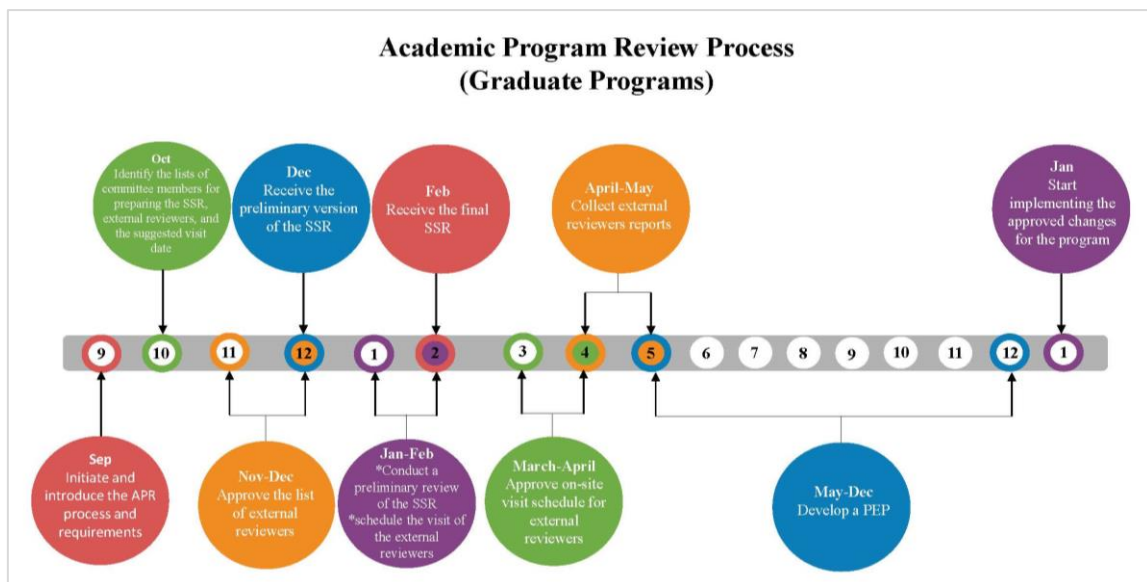 Academic Program Review Process
(Graduate Programs)
Oct
Identify the lists of
committee members for
preparing the SSR,
external reviewers, and
the suggested visit
date
Dec
Receive the
preliminary version
of the SSR
Feb
Receive the final
SSR
April-May
Collect external
reviewers reports
Jan
Start
implementing the
approved changes
for the program
9
10
11
12
1
2
3
4
5
6
7
8
9
10
11
12
1
Sep
Initiate and
introduce the APR
process and
requirements
Nov-Dec
Approve the list
of external
reviewers
Jan-Feb
*Conduct a
preliminary review
of the SSR
*schedule the visit of
the external
reviewers
March-April
Approve on-site
visit schedule for
external
reviewers
May-Dec
Develop a PEP